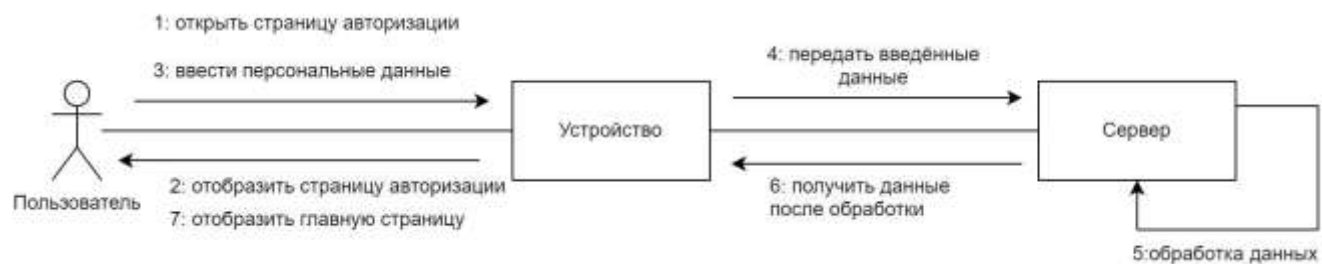 1: открыть страницу авторизации
3: ввести персональные данные
4: передать введённые
данные
Устройство
Сервер
Пользователь
2: отобразить страницу авторизации
7: отобразить главную страницу
6: получить данные
после обработки
5:обработка данных